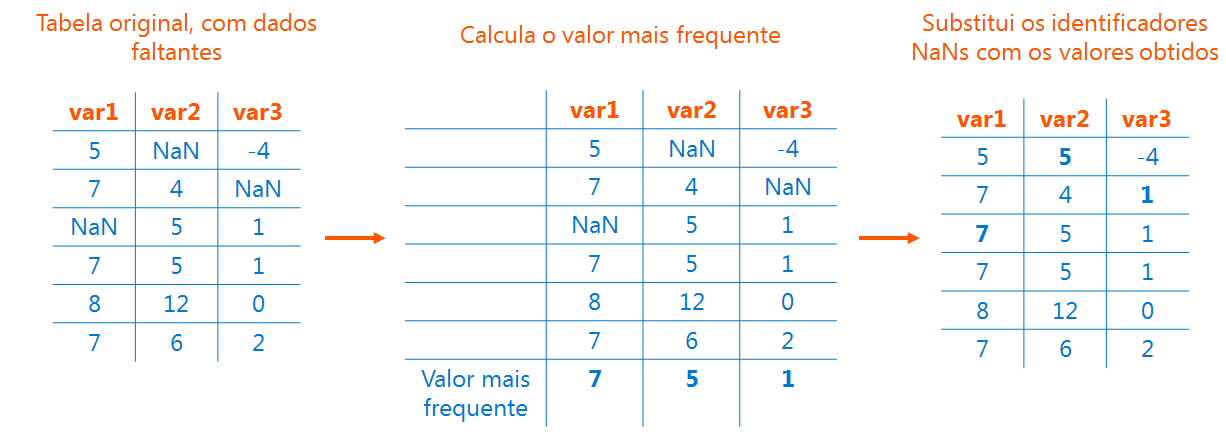 Tabela original, com dados
faltantes
var1 var2 var3
5 NaN -4
7 4 NaN
NaN 5 1
7 5 1
8 12 0
7 6 2
Calcula o valor mais frequente
var1 var2 var3
5 NaN -4
7 4 NaN
NaN 5 1
7 5 1
8 12 0
7 6 2
Valor mais 7 5 1
frequente
Substitui os identificadores
NaNs com os valores obtidos
var1 var2 var3
5 5 -4
7 4 1
7 5 1
7 5 1
8 12 0
7 6 2